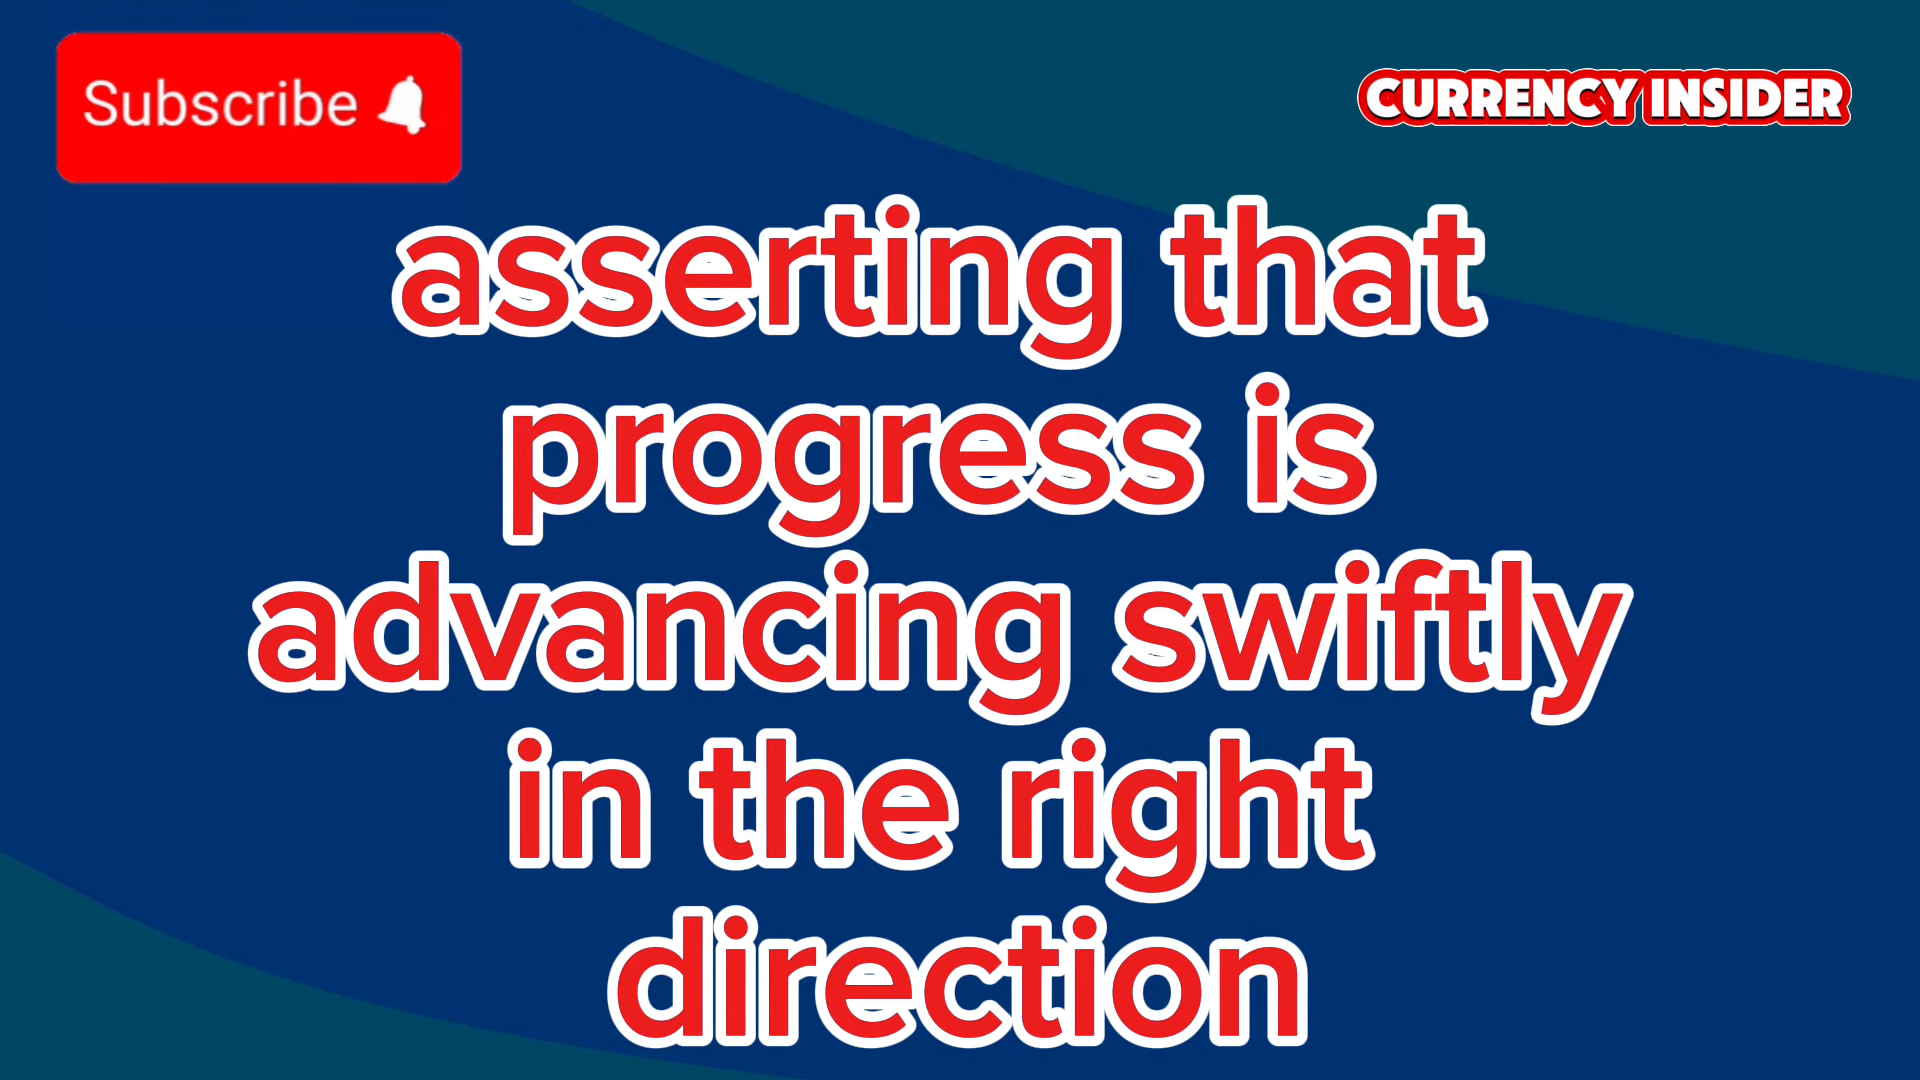 Subscribe
CURRENCY INSIDER
asserting that
progress is
advancing swiftly
in the right
direction